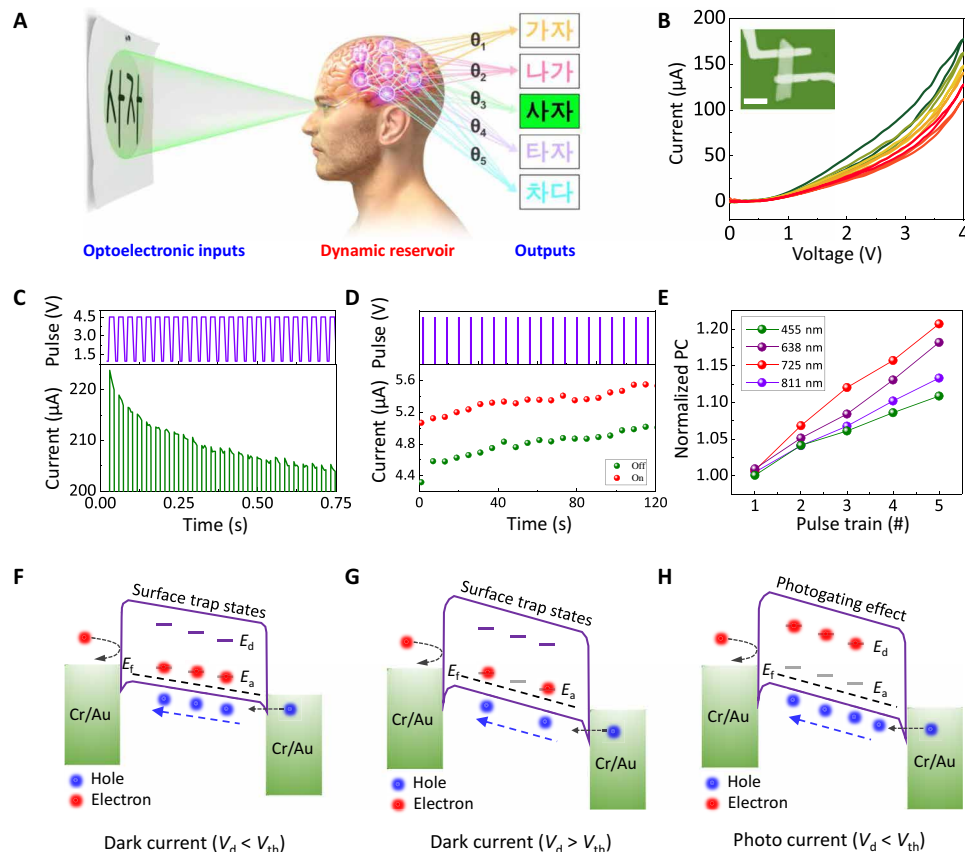 A
사자
θ1
θ2
θ3
θ4
θ5
가자
나가
사자
타자
차다
Optoelectronic inputs
Dynamic reservoir
Outputs
B
Current (μA)
200
150
100
50
0
0 1 2 3 4
Voltage (V)
C
Pulse (V)
4.5
3.0
1.5
Current (μA)
220
210
200
0.00 0.25 0.50 0.75
Time (s)
D
Pulse (V)
Current (μA)
5.6
5.2
4.8
4.4
Off
On
0 40 80 120
Time (s)
E
Normalized PC
1.20
1.15
1.10
1.05
1.00
455 nm
638 nm
725 nm
811 nm
1 2 3 4 5
Pulse train (#)
F
Surface trap states
Ed
Ef
Ea
Cr/Au
Cr/Au
Hole
Electron
Dark current (Vd < Vth)
G
Surface trap states
Ed
Ef
Ea
Cr/Au
Cr/Au
Hole
Electron
Dark current (Vd > Vth)
H
Photogating effect
Ed
Ef
Ea
Cr/Au
Cr/Au
Hole
Electron
Photo current (Vd < Vth)